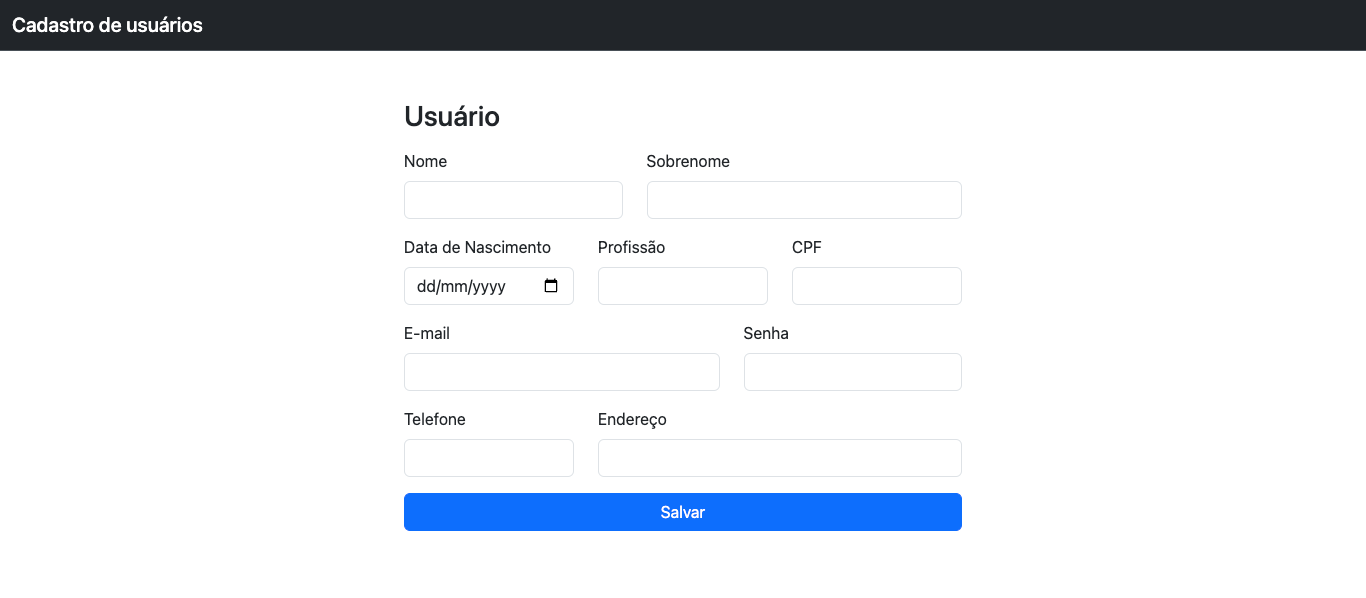 Cadastro de usuários
Usuário
Nome Sobrenome
Data de Nascimento Profissão CPF
dd/mm/yyyy
E-mail Senha
Telefone Endereço
Salvar